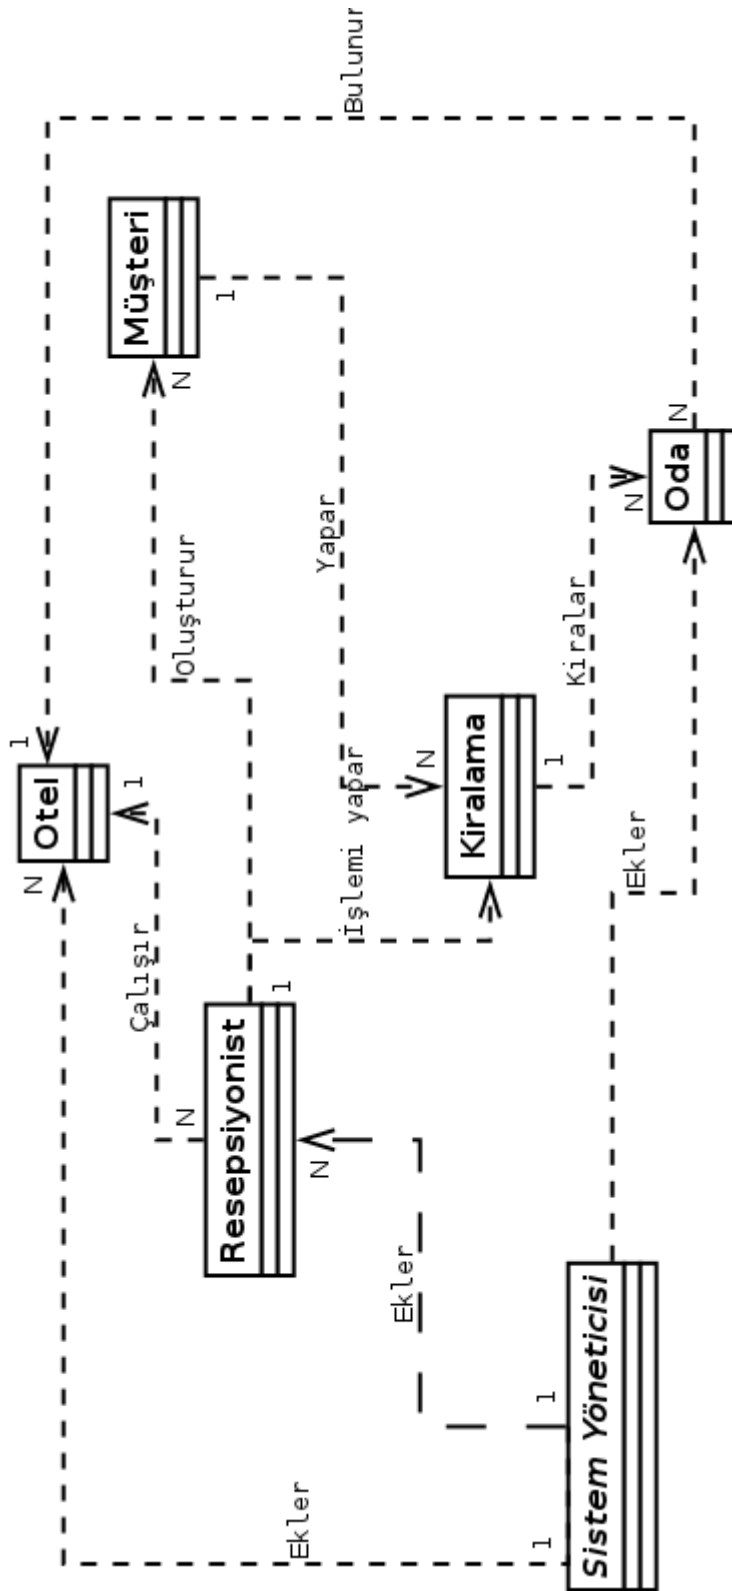 Ekler
N
Otel
1
Bulunur
1
Çalışır
N
Resepsiyonist
1
N
Oluşturur
N
Müşteri
1
Ekler
İşlemi yapar
Yapar
N
Kiralama
1
1
1
Sistem Yöneticisi
Ekler
Kiralar
N
Oda
N